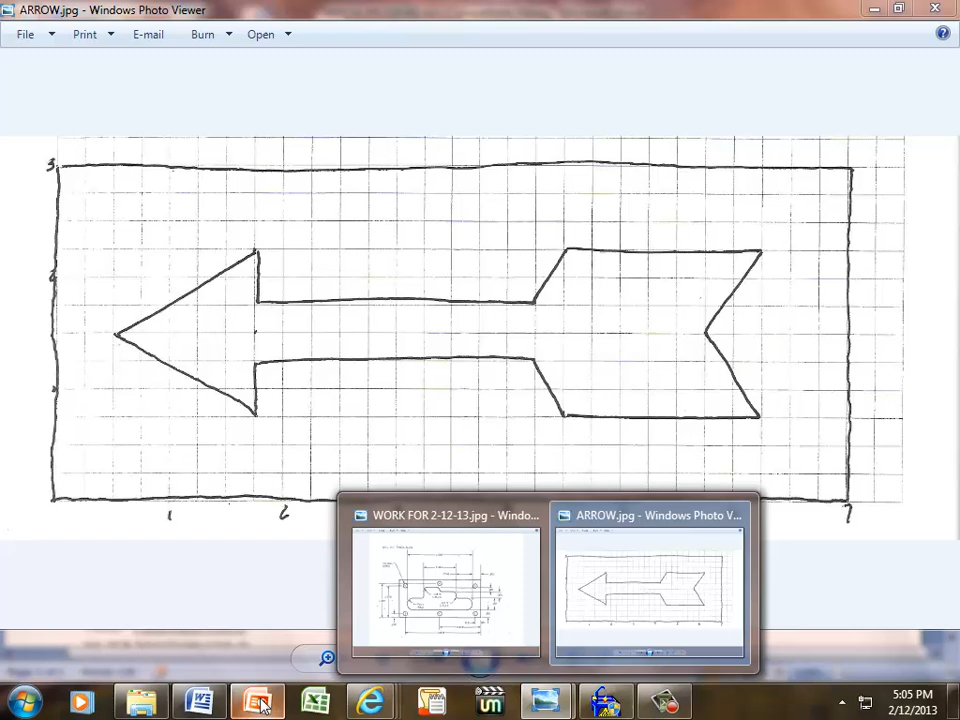 ARROW.jpg - Windows Photo Viewer
File Print E-mail Burn Open
3
1
7
WORK FOR 2-12-13.jpg - Windo...
ARROW.jpg - Windows Photo V...
5:05 PM
2/12/2013